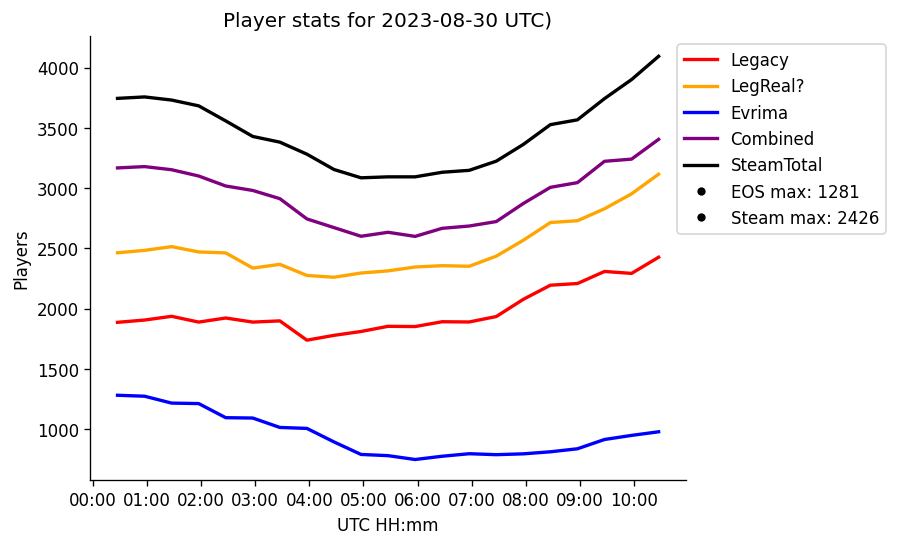 Player stats for 2023-08-30 UTC)
4000
3500
3000
2500
2000
1500
1000
Players
00:00 01:00 02:00 03:00 04:00 05:00 06:00 07:00 08:00 09:00 10:00
UTC HH:mm
Legacy
LegReal?
Evrima
Combined
SteamTotal
EOS max: 1281
Steam max: 2426